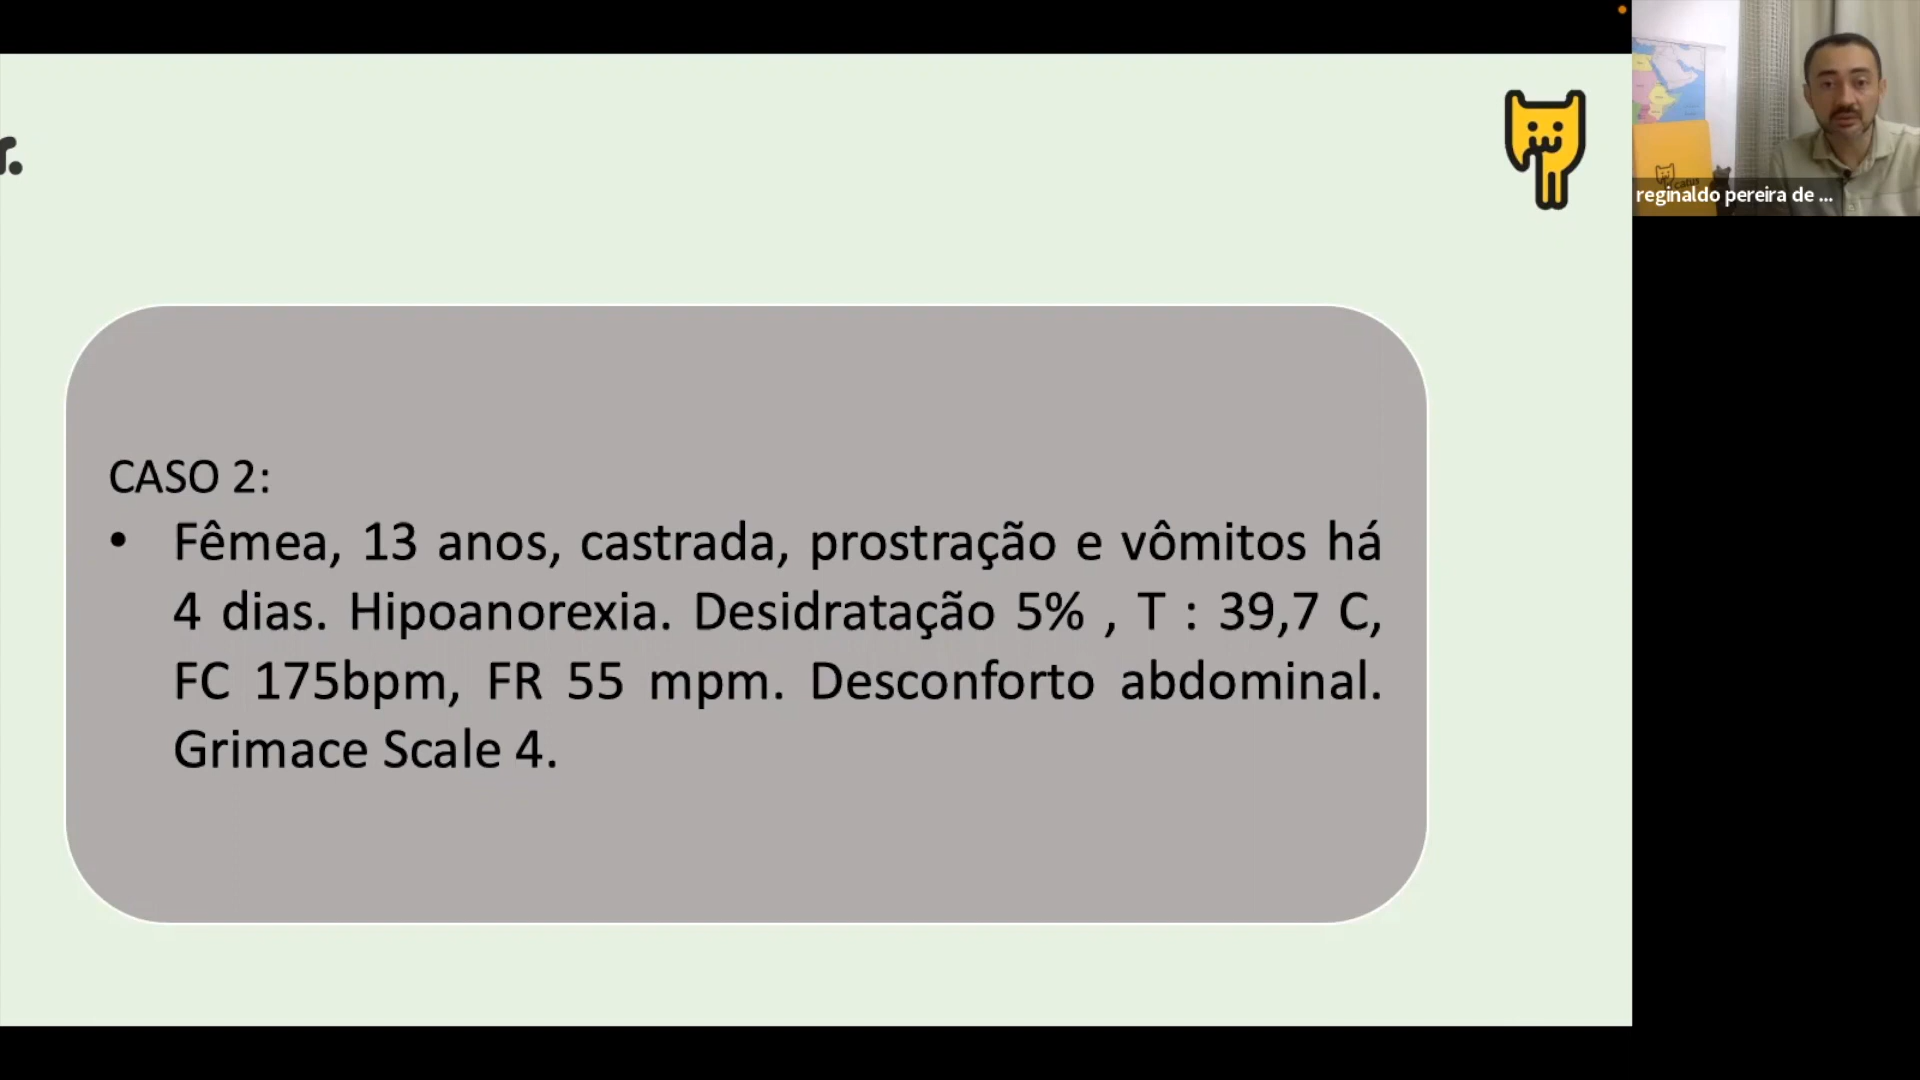 r.
CASO 2:
• Fêmea, 13 anos, castrada, prostração e vômitos há
4 dias. Hipoanorexia. Desidratação 5% , T : 39,7 C,
FC 175bpm, FR 55 mpm. Desconforto abdominal.
Grimace Scale 4.
reginaldo pereira de ...